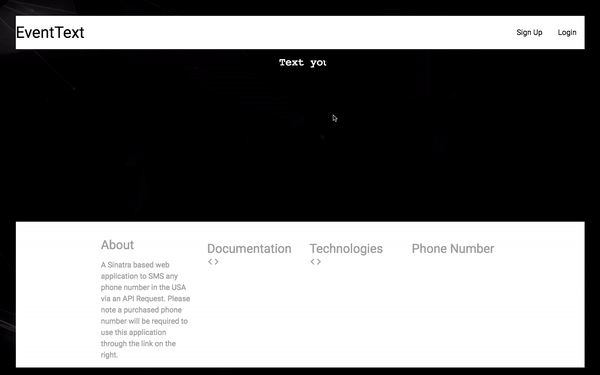 EventText
Sign Up Login
Text you
About
Documentation
Technologies
Phone Number
A Sinatra based web
application to SMS any
phone number in the USA
via an API Request. Please
note a purchased phone
number will be required to
use this application
through the link on the
right.